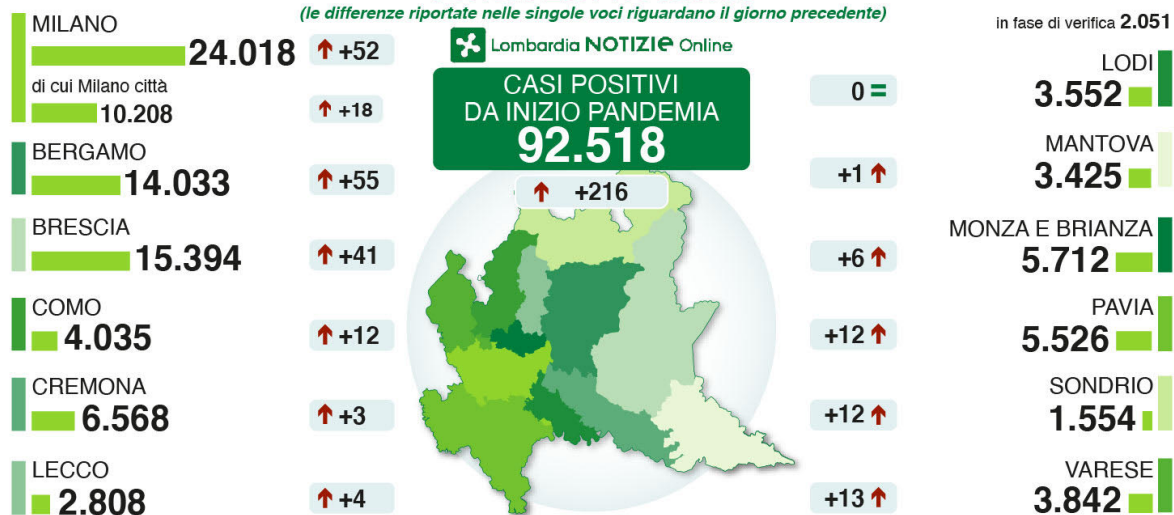 (le differenze riportate nelle singole voci riguardano il giorno precedente)
in fase di verifica 2.051
Lombardia NOTIZIE Online
CASI POSITIVI
DA INIZIO PANDEMIA
92.518
+216
MILANO
24.018 +52
di cui Milano città
10.208 +18
BERGAMO
14.033 +55
BRESCIA
15.394 +41
COMO
4.035 +12
CREMONA
6.568 +3
LECCO
2.808 +4
LODI
0 = 3.552
MANTOVA
+1 3.425
MONZA E BRIANZA
+6 5.712
PAVIA
+12 5.526
SONDRIO
+12 1.554
VARESE
+13 3.842